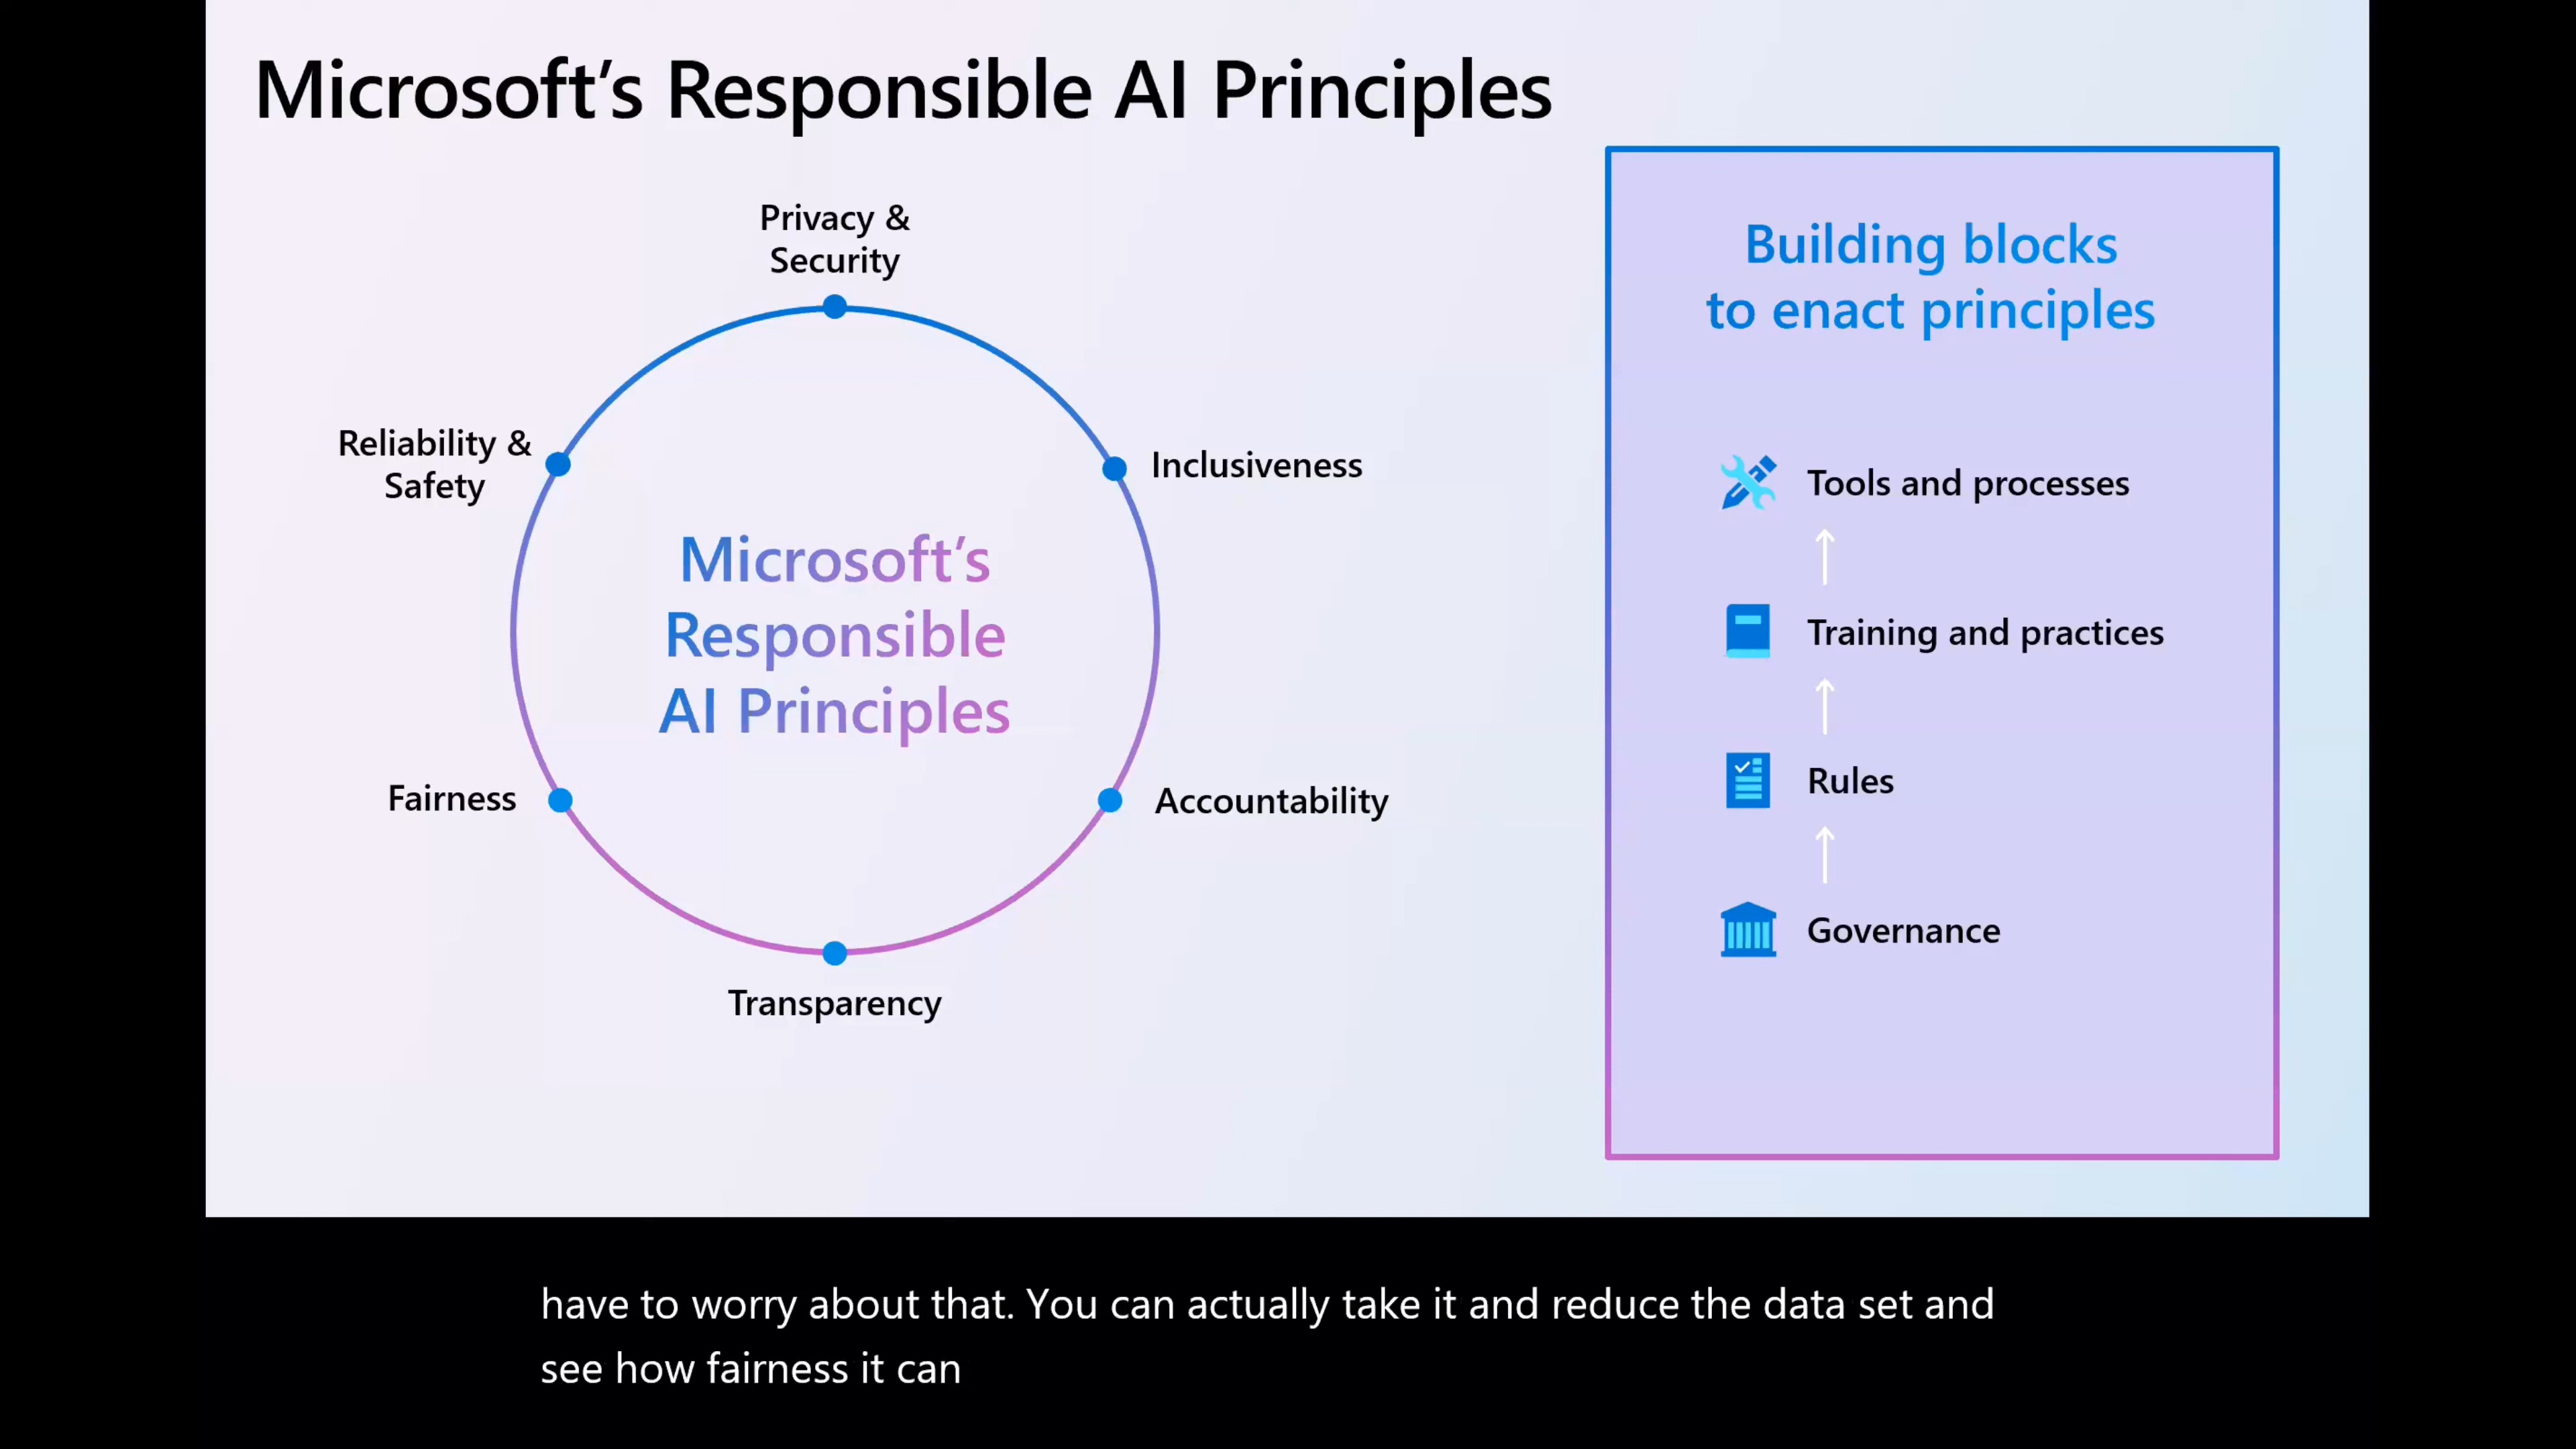 Microsoft’s Responsible AI Principles
Privacy &
Security
Reliability &
Safety
Inclusiveness
Microsoft’s
Responsible
AI Principles
Fairness
Accountability
Transparency
Building blocks
to enact principles
Tools and processes
Training and practices
Rules
Governance
have to worry about that. You can actually take it and reduce the data set and
see how fairness it can